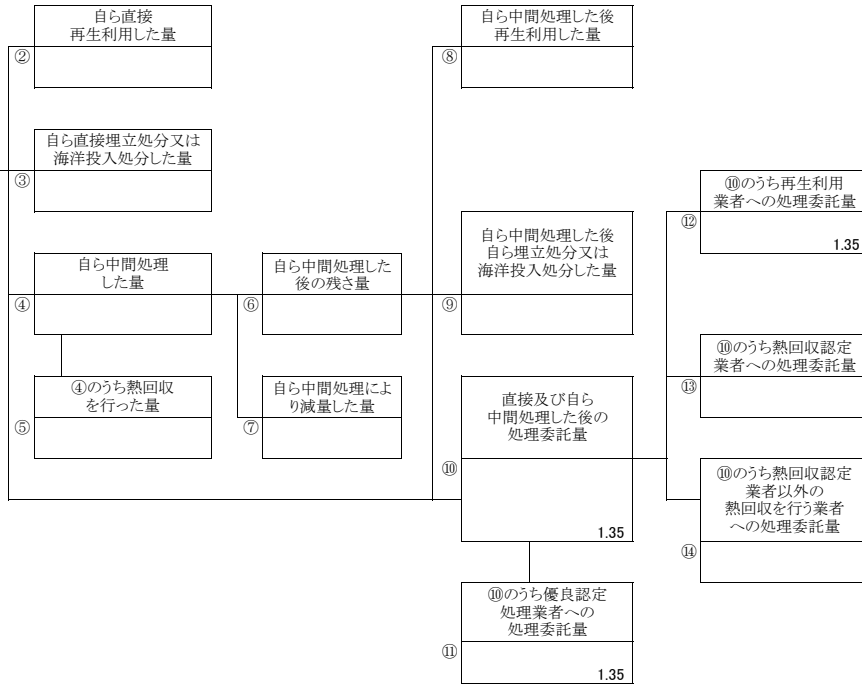 自ら直接
再生利用した量
②
自ら直接埋立処分又は
海洋投入処分した量
③
自ら中間処理
した量
④
④のうち熱回収
を行った量
⑤
自ら中間処理した
後の残さ量
⑥
自ら中間処理によ
り減量した量
⑦
自ら中間処理した後
再生利用した量
⑧
自ら中間処理した後
自ら埋立処分又は
海洋投入処分した量
⑨
直接及び自ら
中間処理した後の
処理委託量
⑩
1.35
⑩のうち優良認定
処理業者への
処理委託量
⑪
1.35
⑩のうち再生利用
業者への処理委託量
⑫
1.35
⑩のうち熱回収認定
業者への処理委託量
⑬
⑩のうち熱回収認定
業者以外の
熱回収を行う業者
への処理委託量
⑭